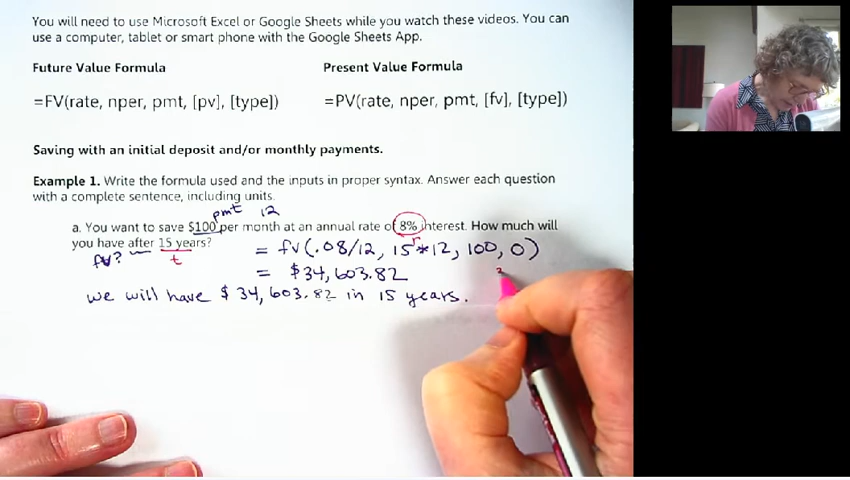 You will need to use Microsoft Excel or Google Sheets while you watch these videos. You can
use a computer, tablet or smart phone with the Google Sheets App.
Future Value Formula
Present Value Formula
=FV(rate, nper, pmt, [pv], [type])
=PV(rate, nper, pmt, [fv], [type])
Saving with an initial deposit and/or monthly payments.
Example 1. Write the formula used and the inputs in proper syntax. Answer each question
with a complete sentence, including units.
pmt 12
a. You want to save $100 per month at an annual rate of 8% interest. How much will
you have after 15 years?
r
= fv(.08/12, 15*12, 100, 0)
fv?
t
= $34,603.82
we will have $34,603.82 in 15 years.